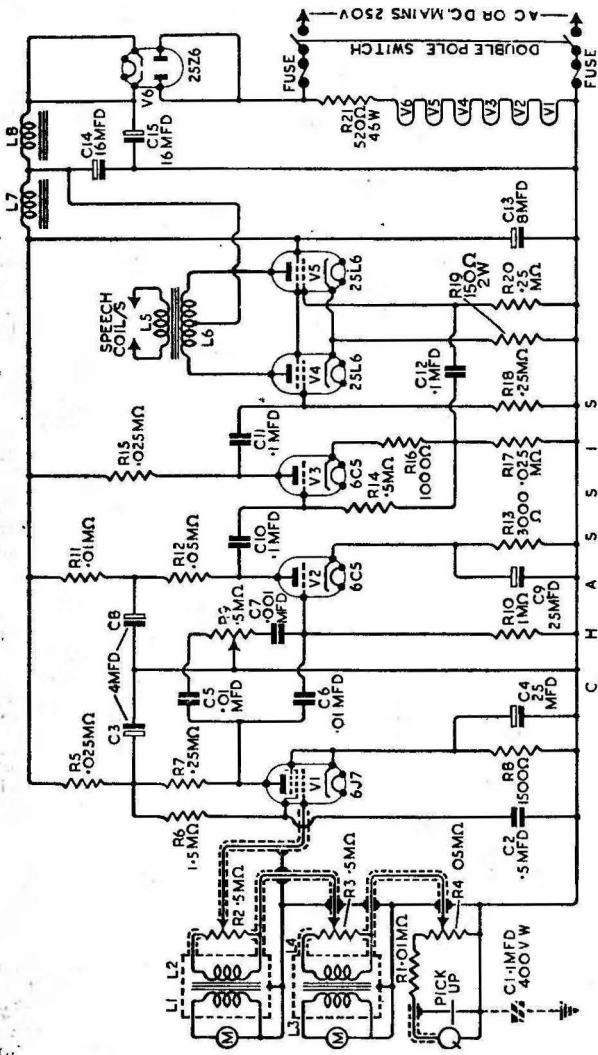 L1
L2
R2 .5MΩ
M
L3
L4
R3 .5MΩ
M
R1 .01MΩ
R4
.05MΩ
PICK
UP
C1 .1MFD
400VW
R5
.025MΩ
R6
1.5MΩ
R7
.25MΩ
C3
4MFD
C8
V1
6J7
R8
1500Ω
C2
.5MFD
C4
25
MFD
C5
.01
MFD
C6
.01
MFD
R9
.5MΩ
C7
.001
MFD
R10
1MΩ
C9
25MFD
R11
.01MΩ
R12
.05MΩ
C10
.1MFD
V2
6C5
R13
3000
Ω
R14
.5MΩ
R15
.025MΩ
C11
.1MFD
V3
6C5
R16
1000Ω
R17
.025
MΩ
C12
.1MFD
R18
.25MΩ
SPEECH
COIL/S
L5
L6
V4
25L6
V5
25L6
R19
150Ω
2W
R20
.25
MΩ
C13
8MFD
L7
L8
C14
16MFD
C15
16MFD
V6
25Z6
R21
520Ω
46W
V6
V5
V4
V3
V2
V1
FUSE
FUSE
DOUBLE POLE SWITCH
A.C. OR D.C. MAINS 250V
CHASSIS